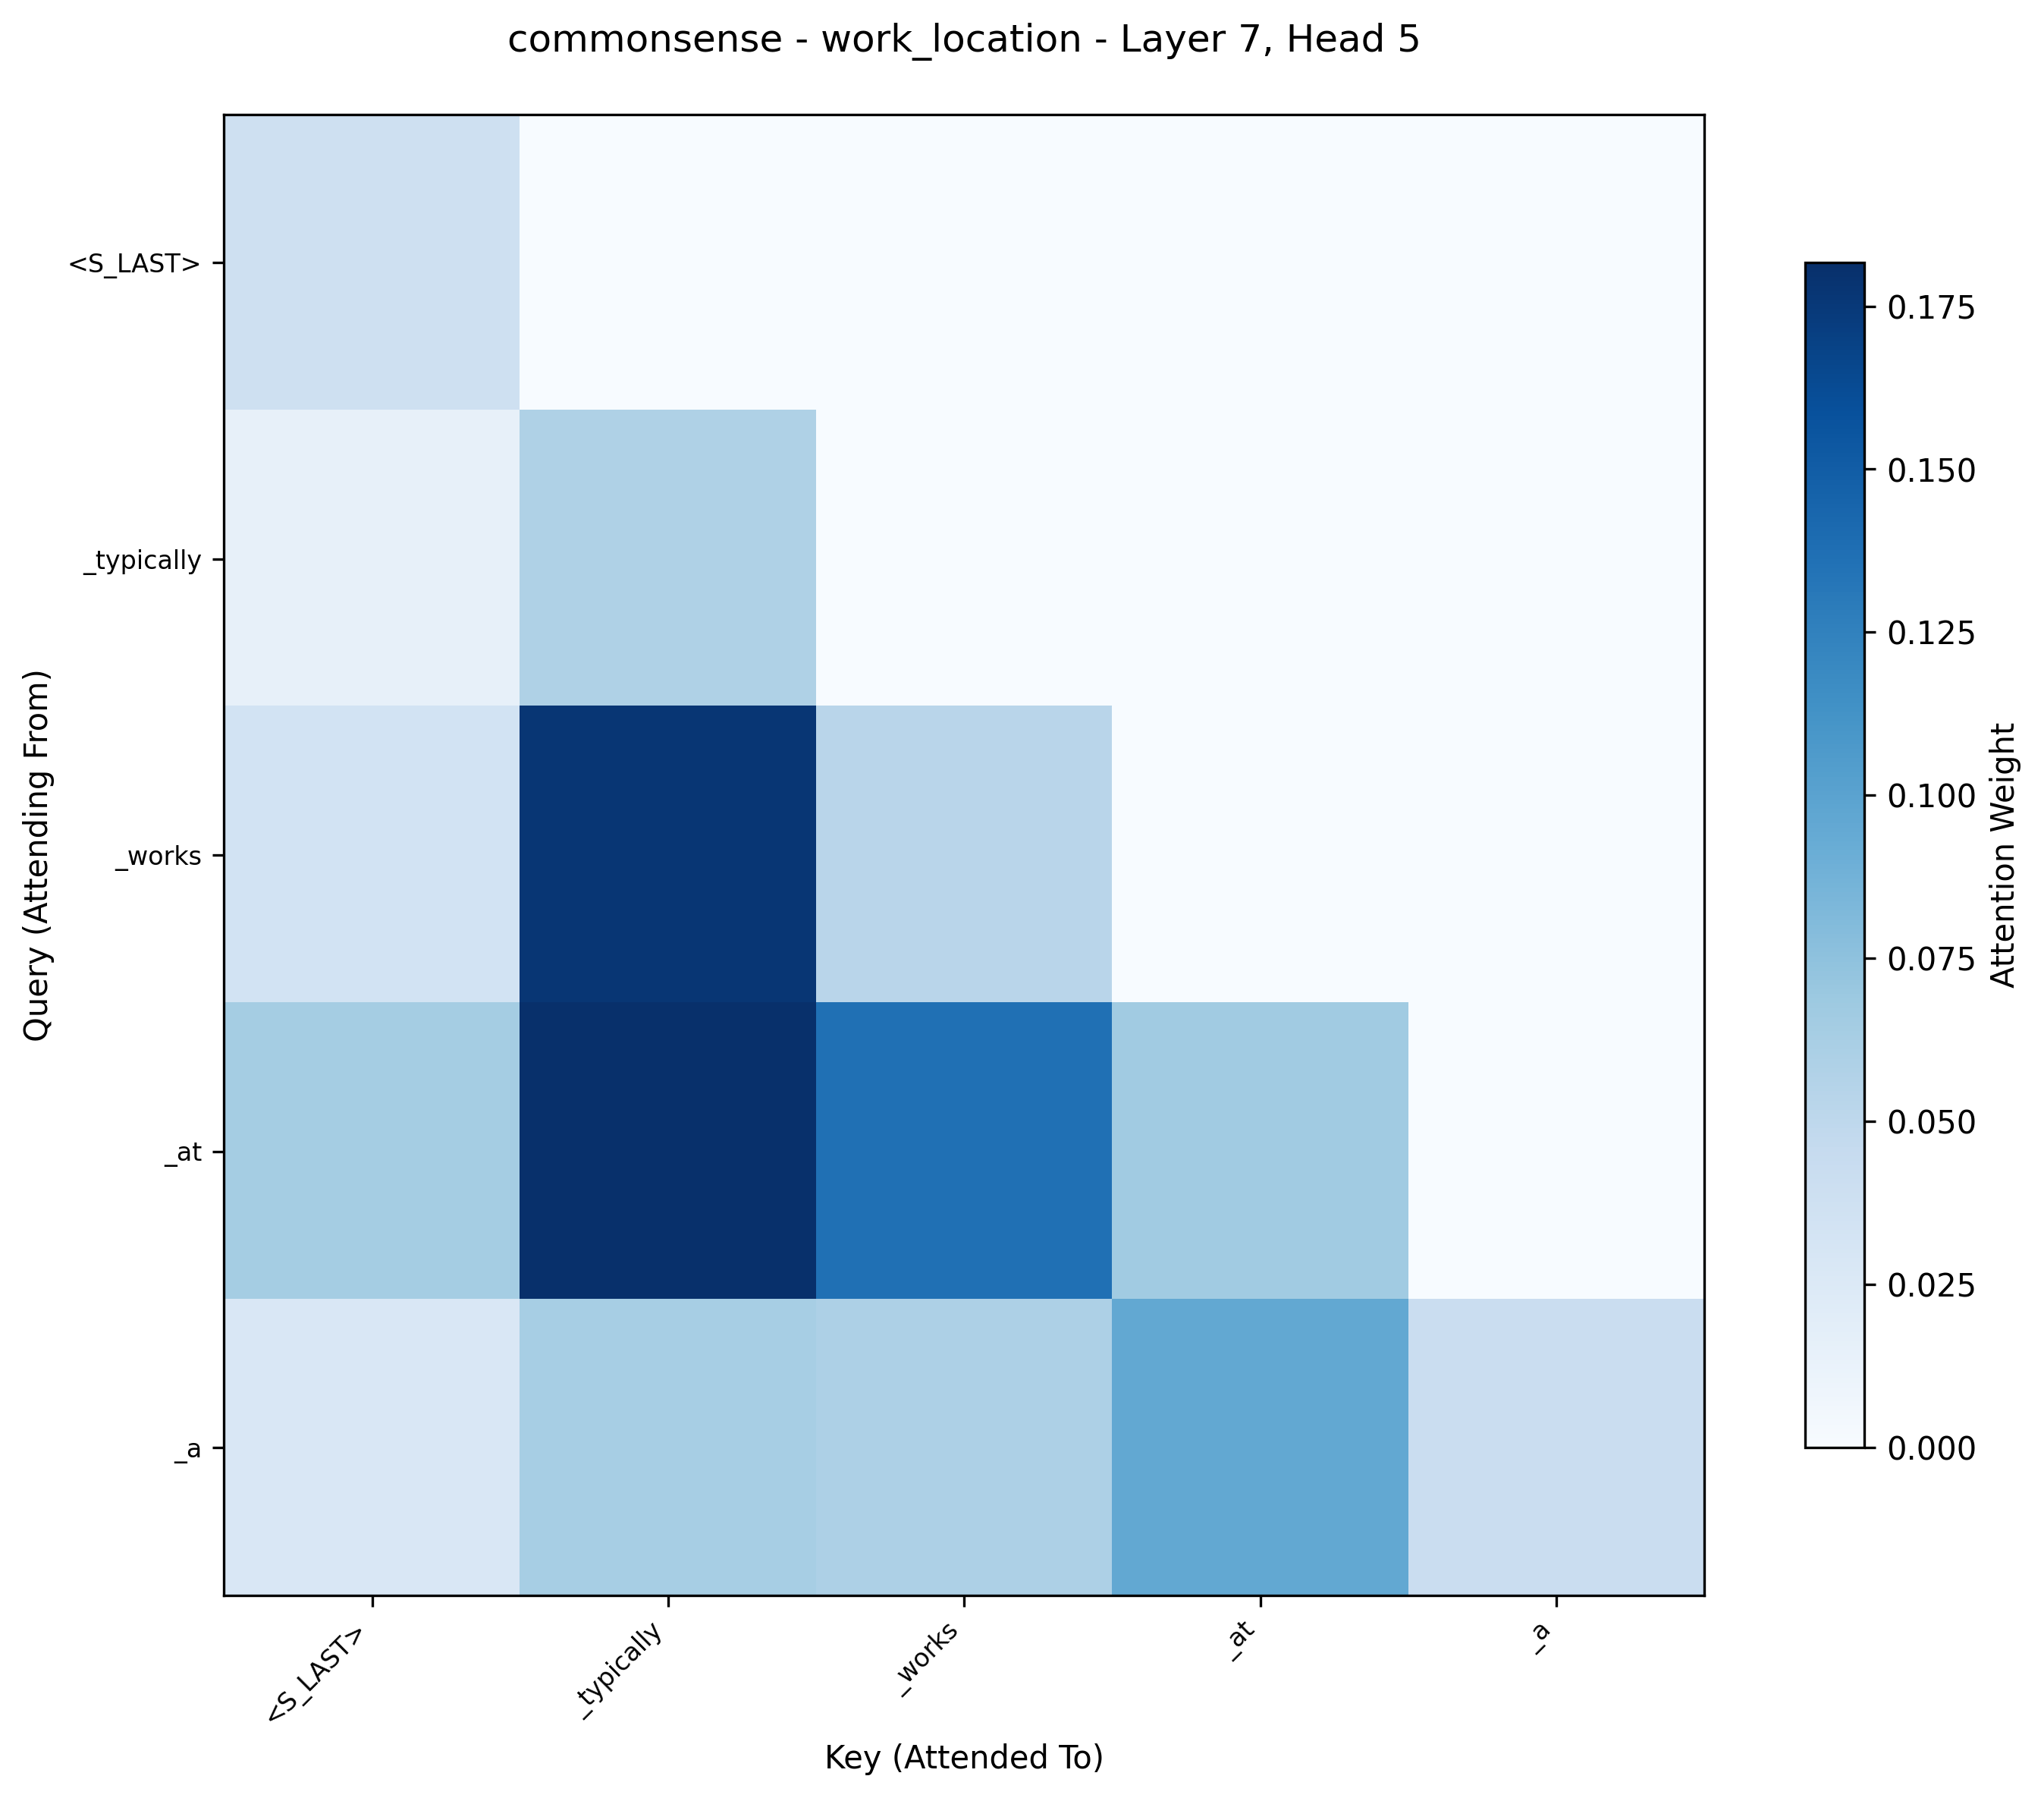 commonsense - work_location - Layer 7, Head 5
Query (Attending From)
<S_LAST>
_typically
_works
_at
_a
<S_LAST>
_typically
_works
_at
_a
Key (Attended To)
0.175
0.150
0.125
0.100
0.075
0.050
0.025
0.000
Attention Weight